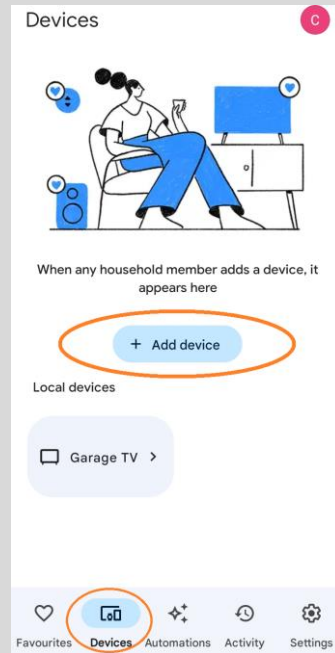 Devices
C
When any household member adds a device, it
appears here
+ Add device
Local devices
Garage TV >
Favourites Devices Automations Activity Settings